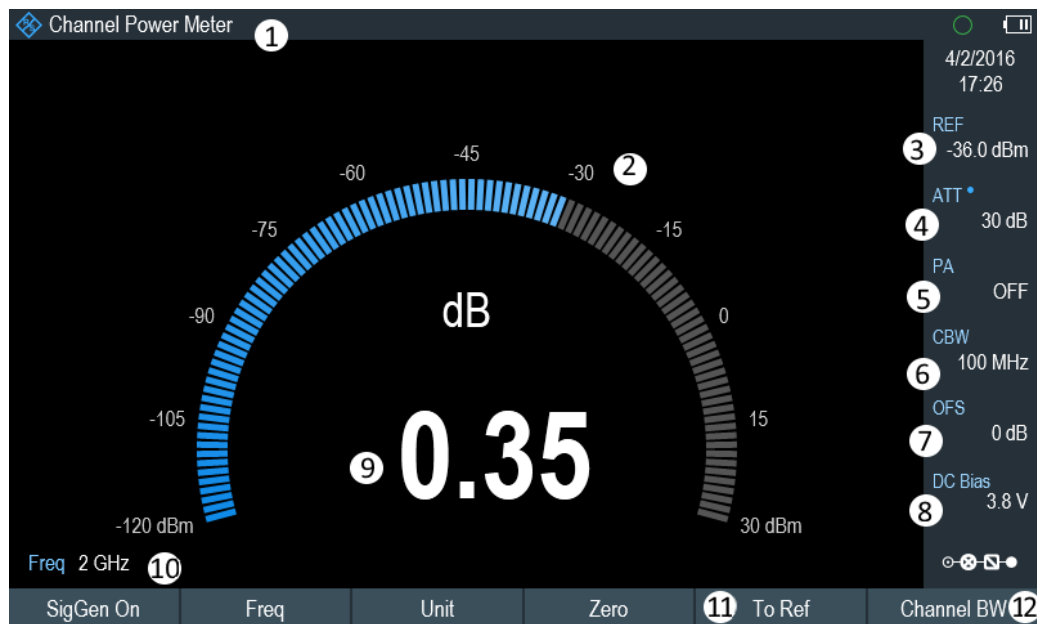 Channel Power Meter
1
4/2/2016
17:26
REF
3 -36.0 dBm
ATT
4 30 dB
PA
5 OFF
CBW
6 100 MHz
OFS
7 0 dB
DC Bias
8 3.8 V
-45
-60 -30 2
-75 -15
-90 0
dB
-105 15
9 0.35
-120 dBm 30 dBm
Freq 2 GHz 10
SigGen On Freq Unit Zero 11 To Ref Channel BW 12